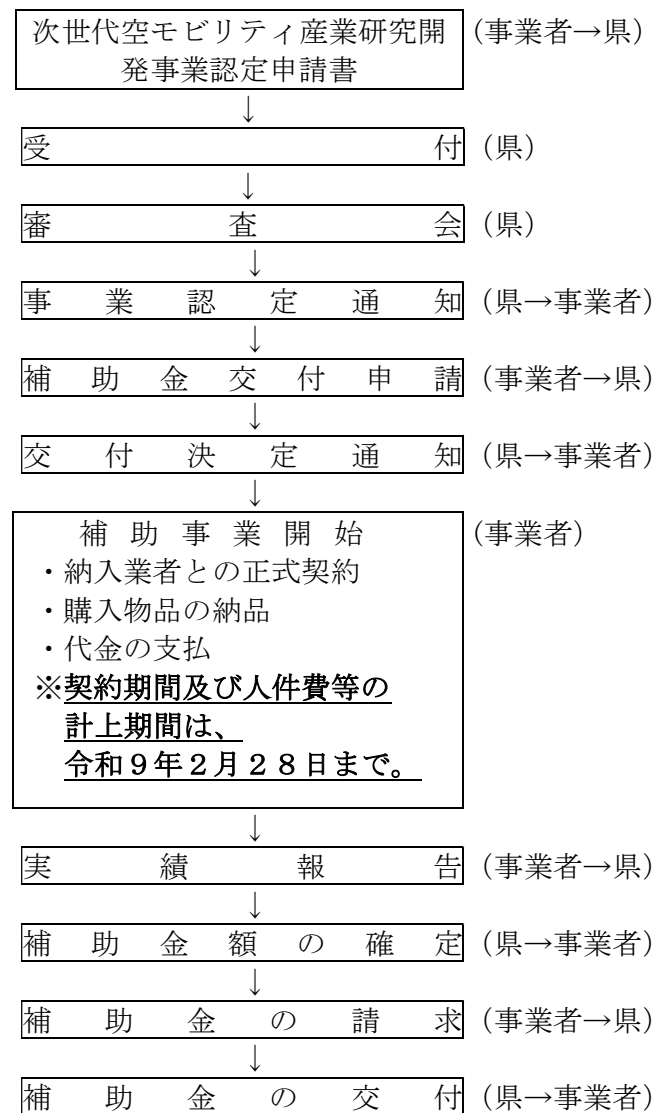 次世代空モビリティ産業研究開 (事業者→県)
発事業認定申請書
↓
受付 (県)
↓
審査会 (県)
↓
事業認定通知 (県→事業者)
↓
補助金交付申請 (事業者→県)
↓
交付決定通知 (県→事業者)
↓
補助事業開始 (事業者)
・納入業者との正式契約
・購入物品の納品
・代金の支払
※契約期間及び人件費等の
計上期間は、
令和9年2月28日まで。
↓
実績報告 (事業者→県)
↓
補助金額の確定 (県→事業者)
↓
補助金の請求 (事業者→県)
↓
補助金の交付 (県→事業者)